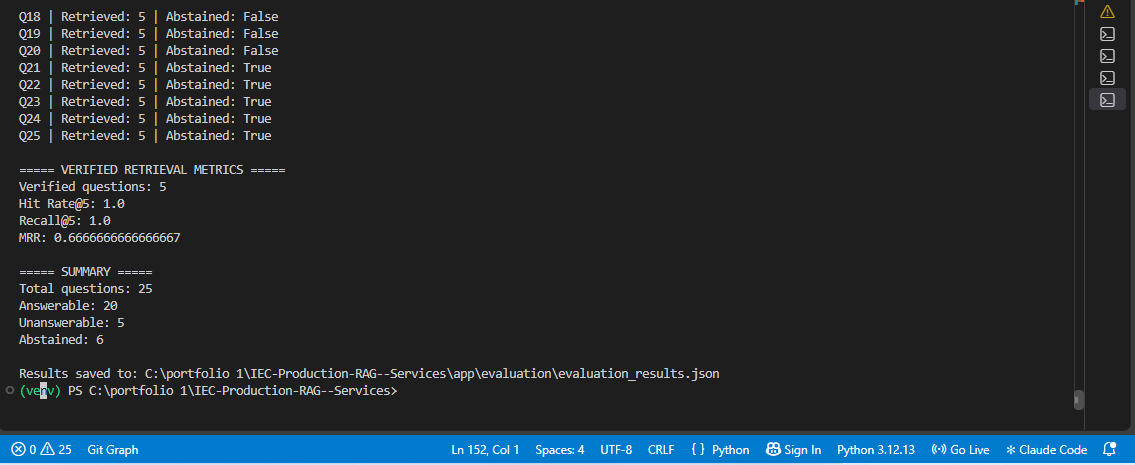 Q18 | Retrieved: 5 | Abstained: False
Q19 | Retrieved: 5 | Abstained: False
Q20 | Retrieved: 5 | Abstained: False
Q21 | Retrieved: 5 | Abstained: True
Q22 | Retrieved: 5 | Abstained: True
Q23 | Retrieved: 5 | Abstained: True
Q24 | Retrieved: 5 | Abstained: True
Q25 | Retrieved: 5 | Abstained: True
===== VERIFIED RETRIEVAL METRICS =====
Verified questions: 5
Hit Rate@5: 1.0
Recall@5: 1.0
MRR: 0.6666666666666667
===== SUMMARY =====
Total questions: 25
Answerable: 20
Unanswerable: 5
Abstained: 6
Results saved to: C:\portfolio 1\IEC-Production-RAG--Services\app\evaluation\evaluation_results.json
(venv) PS C:\portfolio 1\IEC-Production-RAG--Services>
0 25 Git Graph Ln 152, Col 1 Spaces: 4 UTF-8 CRLF { } Python Sign In Python 3.12.13 Go Live Claude Code